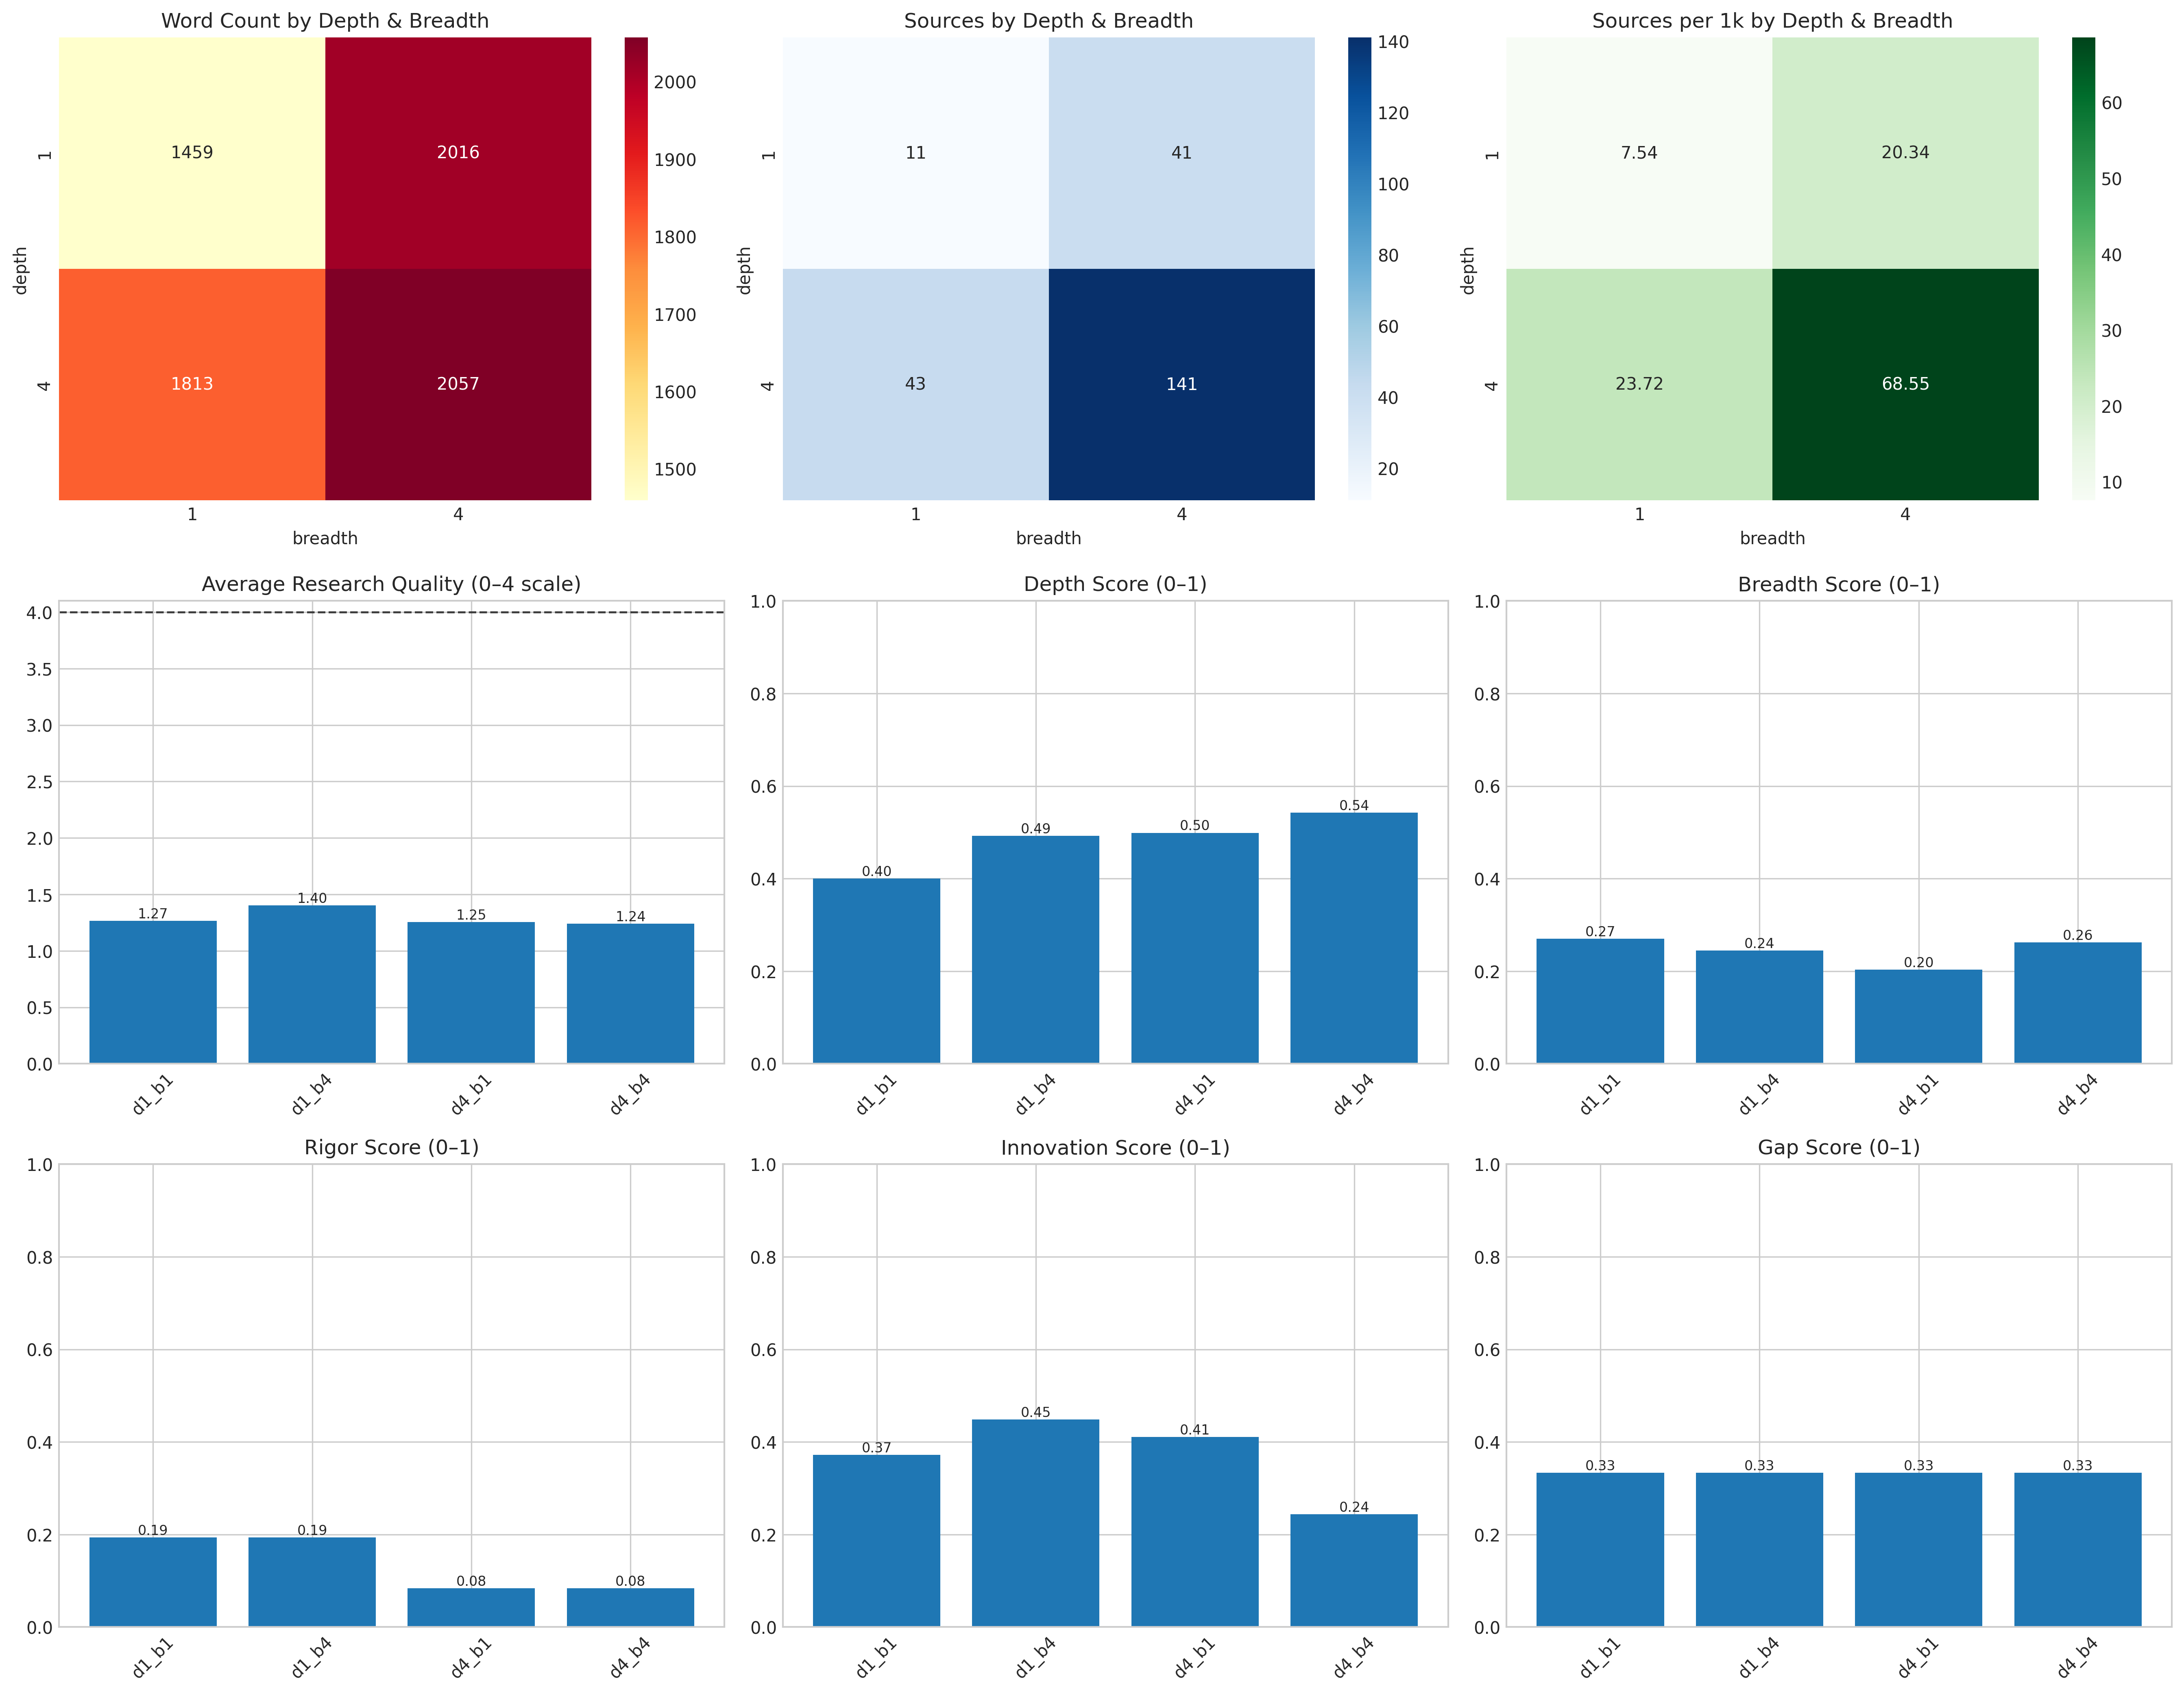 Word Count by Depth & Breadth
1459 2016
1813 2057
1
4
depth
1 4
breadth
2000
1900
1800
1700
1600
1500
Sources by Depth & Breadth
11 41
43 141
1
4
depth
1 4
breadth
140
120
100
80
60
40
20
Sources per 1k by Depth & Breadth
7.54 20.34
23.72 68.55
1
4
depth
1 4
breadth
60
50
40
30
20
10
Average Research Quality (0–4 scale)
4.0
3.5
3.0
2.5
2.0
1.5
1.0
0.5
0.0
1.27 1.40 1.25 1.24
d1_b1 d1_b4 d4_b1 d4_b4
Depth Score (0–1)
1.0
0.8
0.6
0.4
0.2
0.0
0.40 0.49 0.50 0.54
d1_b1 d1_b4 d4_b1 d4_b4
Breadth Score (0–1)
1.0
0.8
0.6
0.4
0.2
0.0
0.27 0.24 0.20 0.26
d1_b1 d1_b4 d4_b1 d4_b4
Rigor Score (0–1)
1.0
0.8
0.6
0.4
0.2
0.0
0.19 0.19 0.08 0.08
d1_b1 d1_b4 d4_b1 d4_b4
Innovation Score (0–1)
1.0
0.8
0.6
0.4
0.2
0.0
0.37 0.45 0.41 0.24
d1_b1 d1_b4 d4_b1 d4_b4
Gap Score (0–1)
1.0
0.8
0.6
0.4
0.2
0.0
0.33 0.33 0.33 0.33
d1_b1 d1_b4 d4_b1 d4_b4